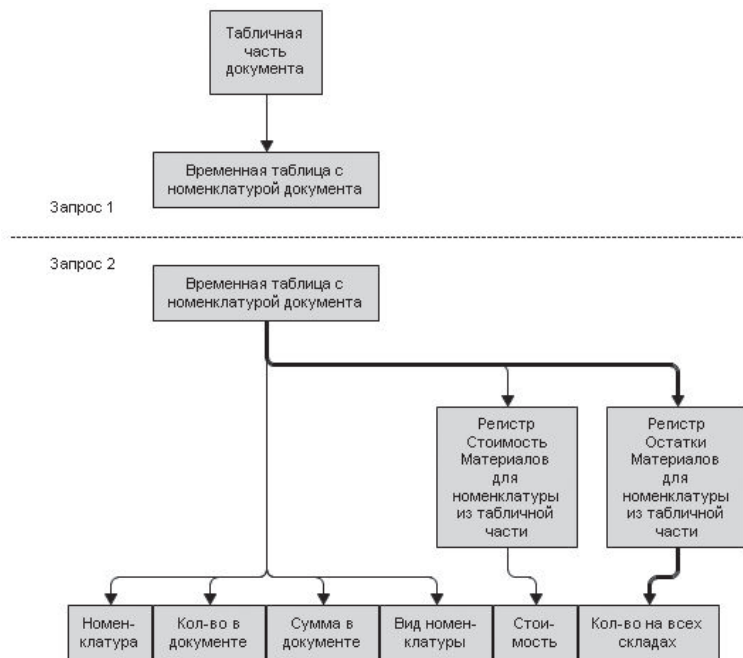 Табличная
часть
документа
Временная таблица с
номенклатурой документа
Запрос 1
Запрос 2
Временная таблица с
номенклатурой документа
Регистр
Стоимость
Материалов
для
номенклатуры
из табличной
части
Регистр
Остатки
Материалов
для
номенклатуры
из табличной
части
Номен-
клатура
Кол-во в
документе
Сумма в
документе
Вид номен-
клатуры
Стои-
мость
Кол-во на всех
складах